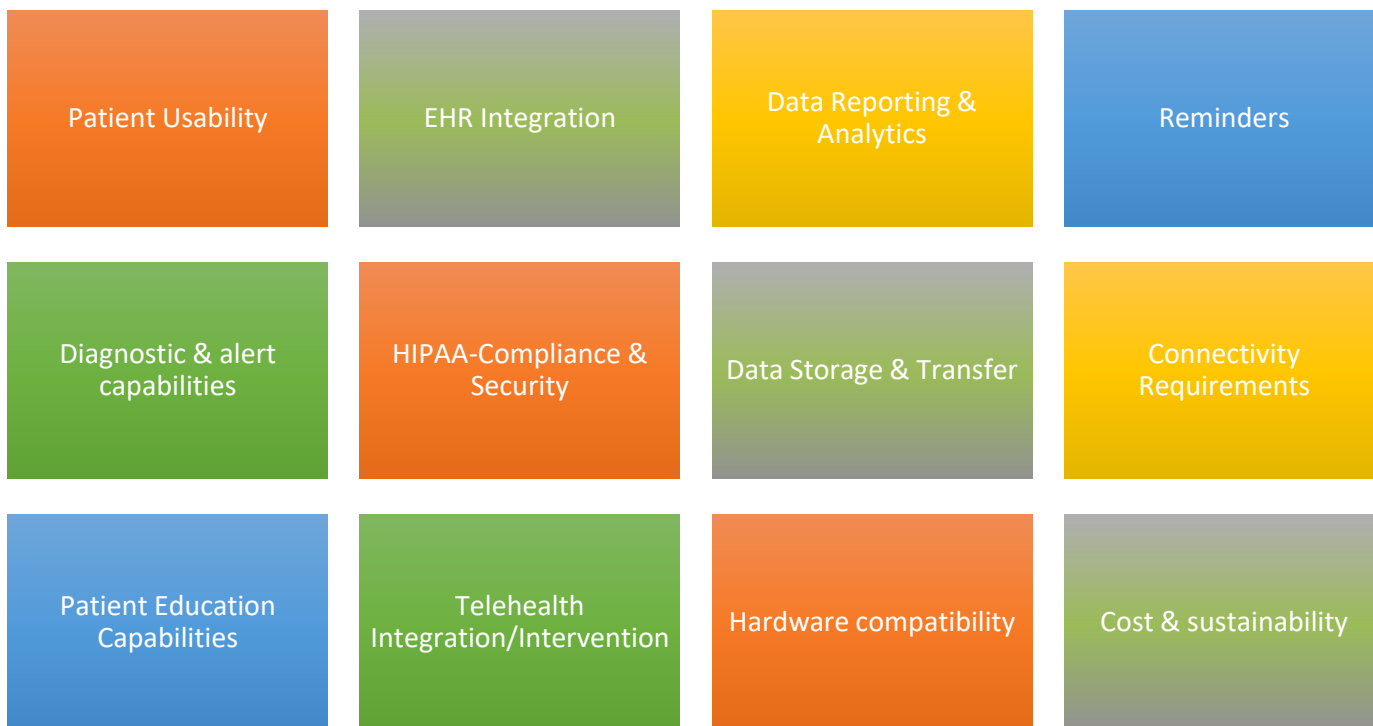 Patient Usability
EHR Integration
Data Reporting &
Analytics
Reminders
Diagnostic & alert
capabilities
HIPAA-Compliance &
Security
Data Storage & Transfer
Connectivity
Requirements
Patient Education
Capabilities
Telehealth
Integration/Intervention
Hardware compatibility
Cost & sustainability